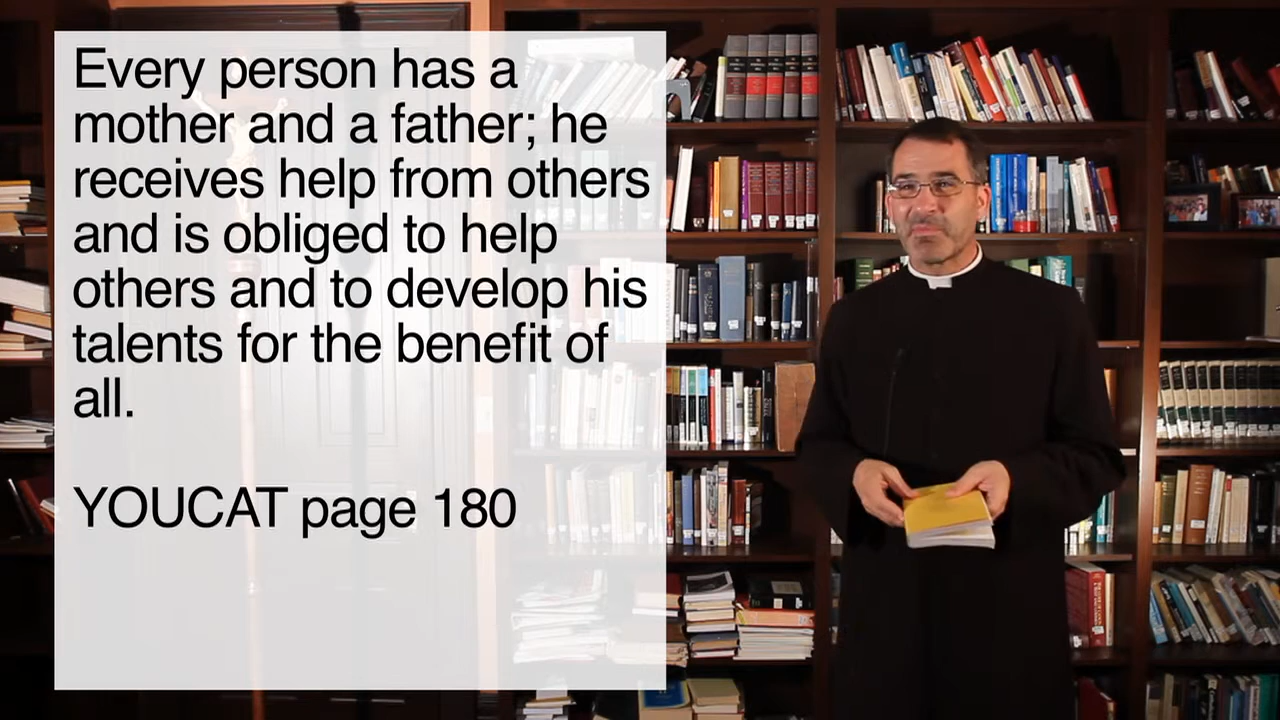 Every person has a
mother and a father; he
receives help from others
and is obliged to help
others and to develop his
talents for the benefit of
all.
YOUCAT page 180